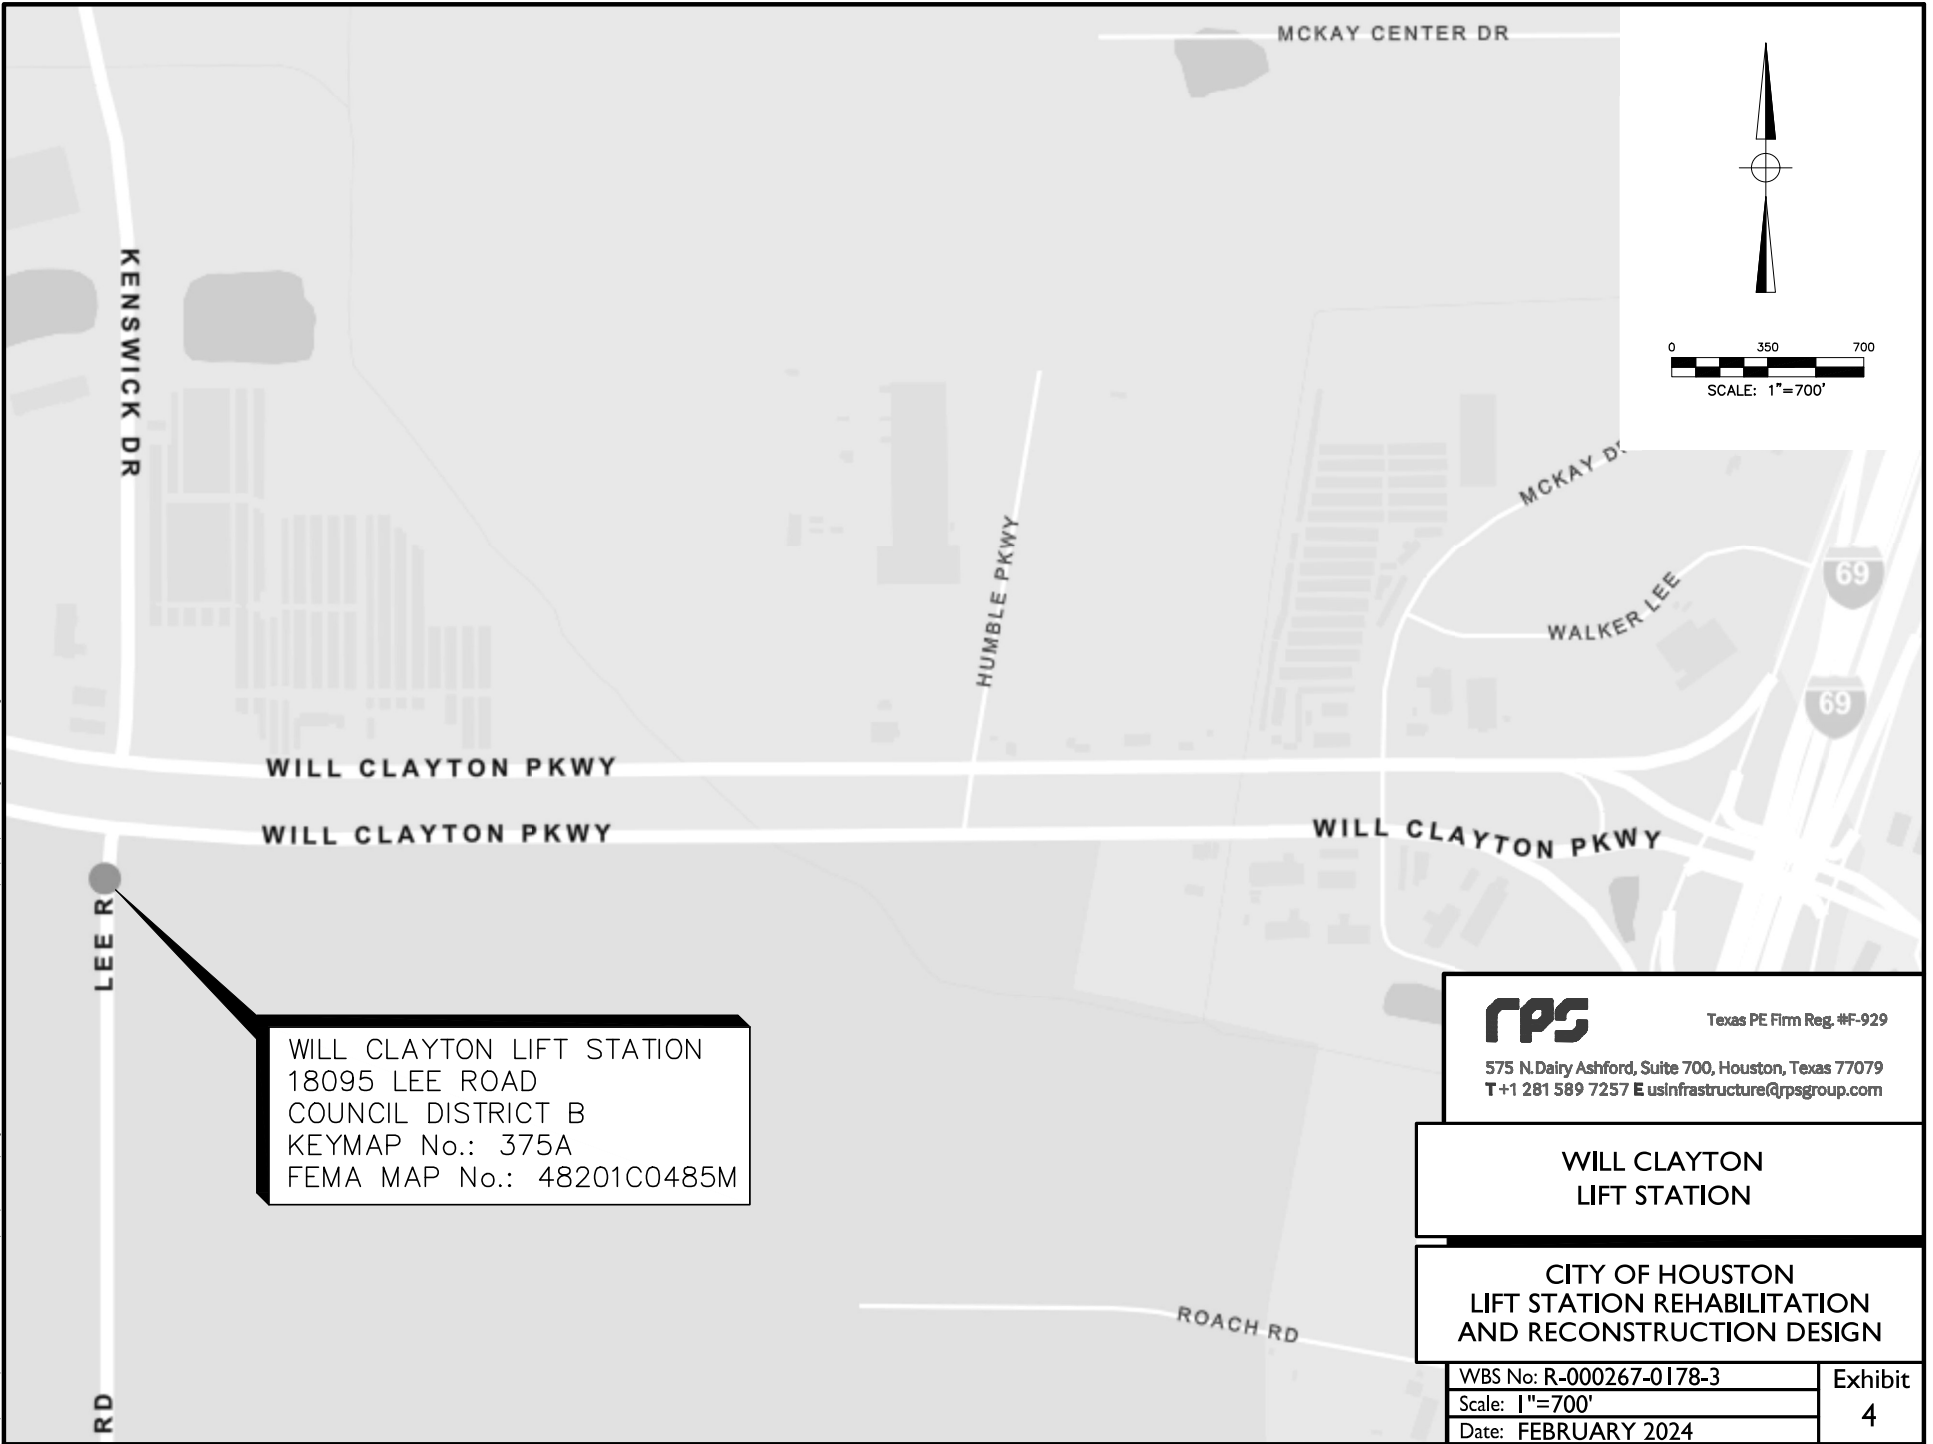 MCKAY CENTER DR
0 350 700
SCALE: 1"=700'
KENSWICK DR
MCKAY D
HUMBLE PKWY
WALKER LEE
69
69
WILL CLAYTON PKWY
WILL CLAYTON PKWY
WILL CLAYTON PKWY
LEE R
RD
WILL CLAYTON LIFT STATION
18095 LEE ROAD
COUNCIL DISTRICT B
KEYMAP No.: 375A
FEMA MAP No.: 48201C0485M
ROACH RD
rps
Texas PE Firm Reg. #F-929
575 N.Dairy Ashford, Suite 700, Houston, Texas 77079
T +1 281 589 7257 E usinfrastructure@rpsgroup.com
WILL CLAYTON
LIFT STATION
CITY OF HOUSTON
LIFT STATION REHABILITATION
AND RECONSTRUCTION DESIGN
WBS No: R-000267-0178-3
Scale: 1"=700'
Date: FEBRUARY 2024
Exhibit
4